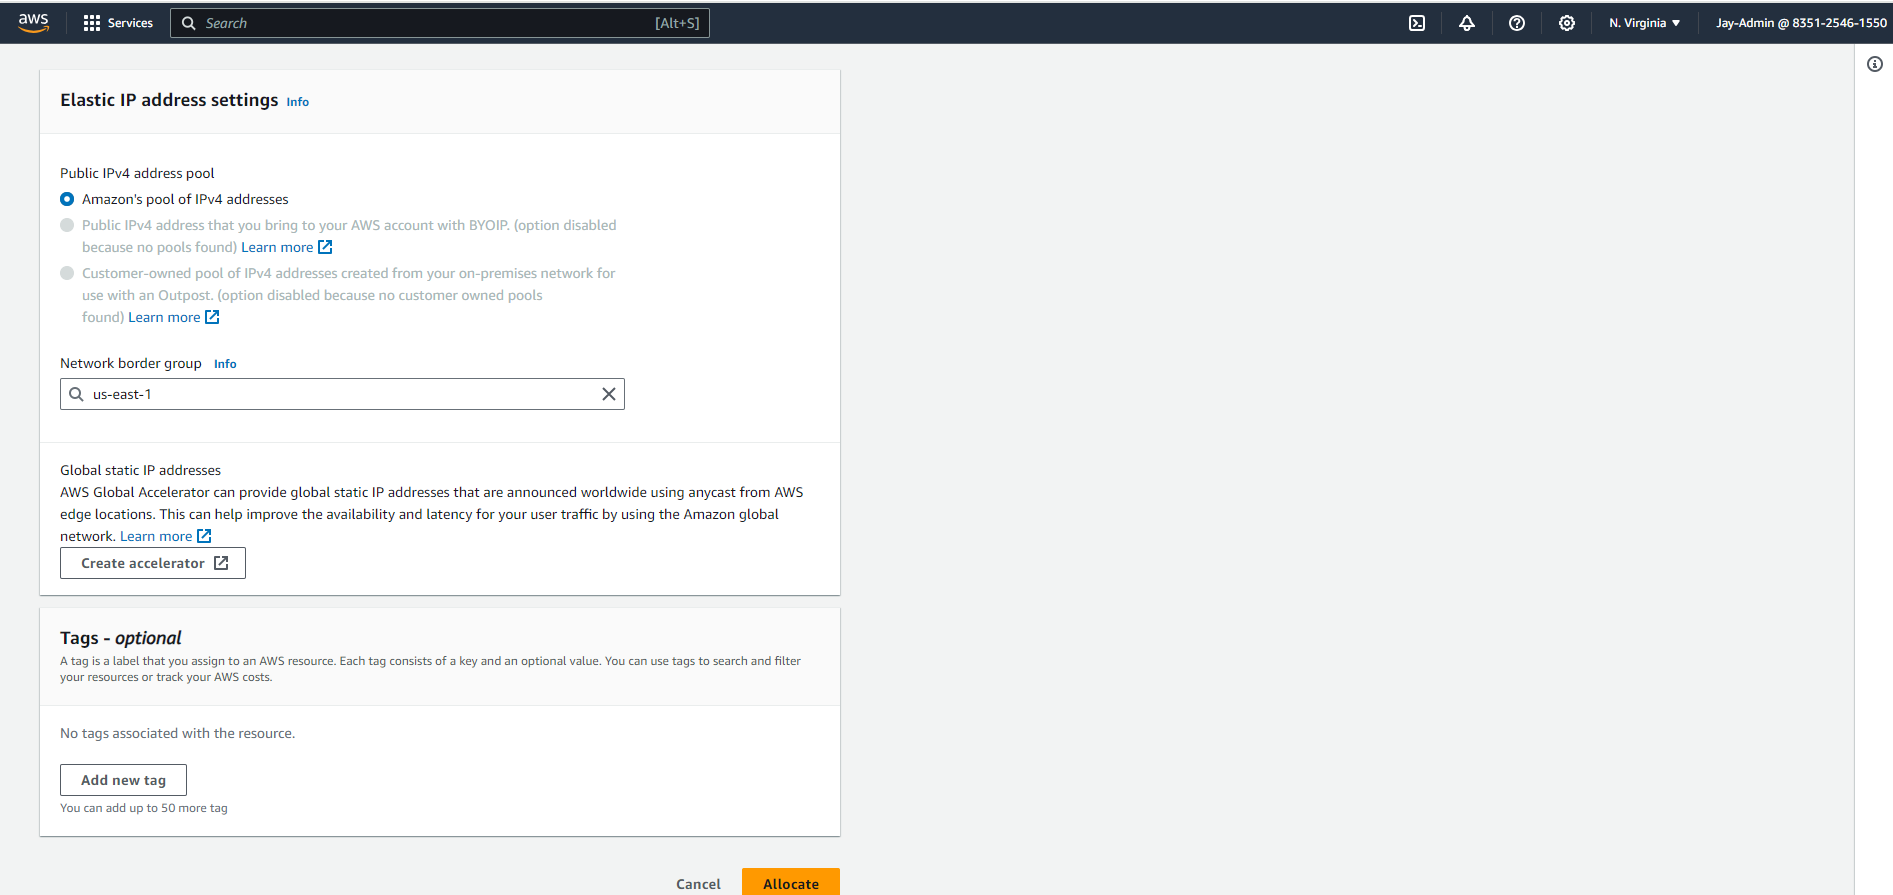 aws Services Search [Alt+S] N. Virginia Jay-Admin @ 8351-2546-1550
Elastic IP address settings Info
Public IPv4 address pool
Amazon's pool of IPv4 addresses
Public IPv4 address that you bring to your AWS account with BYOIP. (option disabled
because no pools found) Learn more
Customer-owned pool of IPv4 addresses created from your on-premises network for
use with an Outpost. (option disabled because no customer owned pools
found) Learn more
Network border group Info
us-east-1
Global static IP addresses
AWS Global Accelerator can provide global static IP addresses that are announced worldwide using anycast from AWS
edge locations. This can help improve the availability and latency for your user traffic by using the Amazon global
network. Learn more
Create accelerator
Tags - optional
A tag is a label that you assign to an AWS resource. Each tag consists of a key and an optional value. You can use tags to search and filter
your resources or track your AWS costs.
No tags associated with the resource.
Add new tag
You can add up to 50 more tag
Cancel Allocate